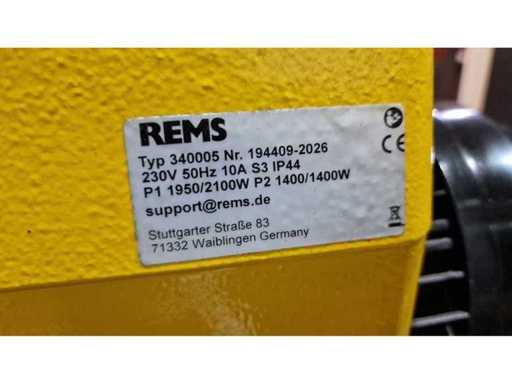 REMS
Typ 340005 Nr. 194409-2026
230V 50Hz 10A S3 IP44
P1 1950/2100W P2 1400/1400W
support@rems.de
Stuttgarter Straße 83
71332 Waiblingen Germany
CE